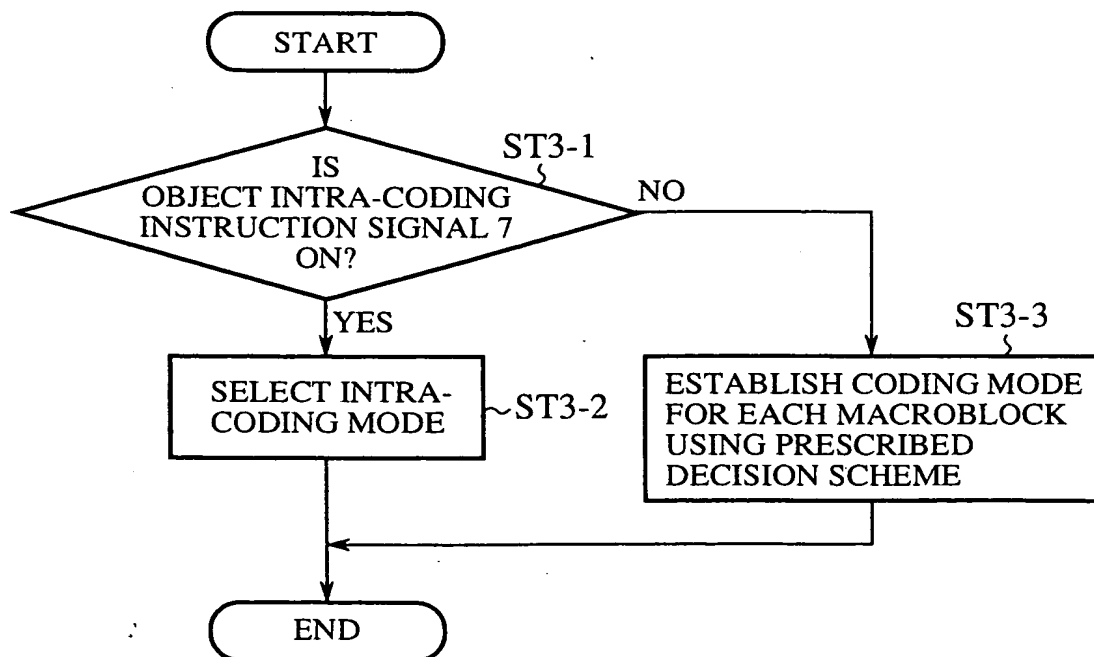 START
ST3-1
IS
OBJECT INTRA-CODING
INSTRUCTION SIGNAL 7
ON?
NO
YES
ST3-3
SELECT INTRA-
CODING MODE
ST3-2
ESTABLISH CODING MODE
FOR EACH MACROBLOCK
USING PRESCRIBED
DECISION SCHEME
END